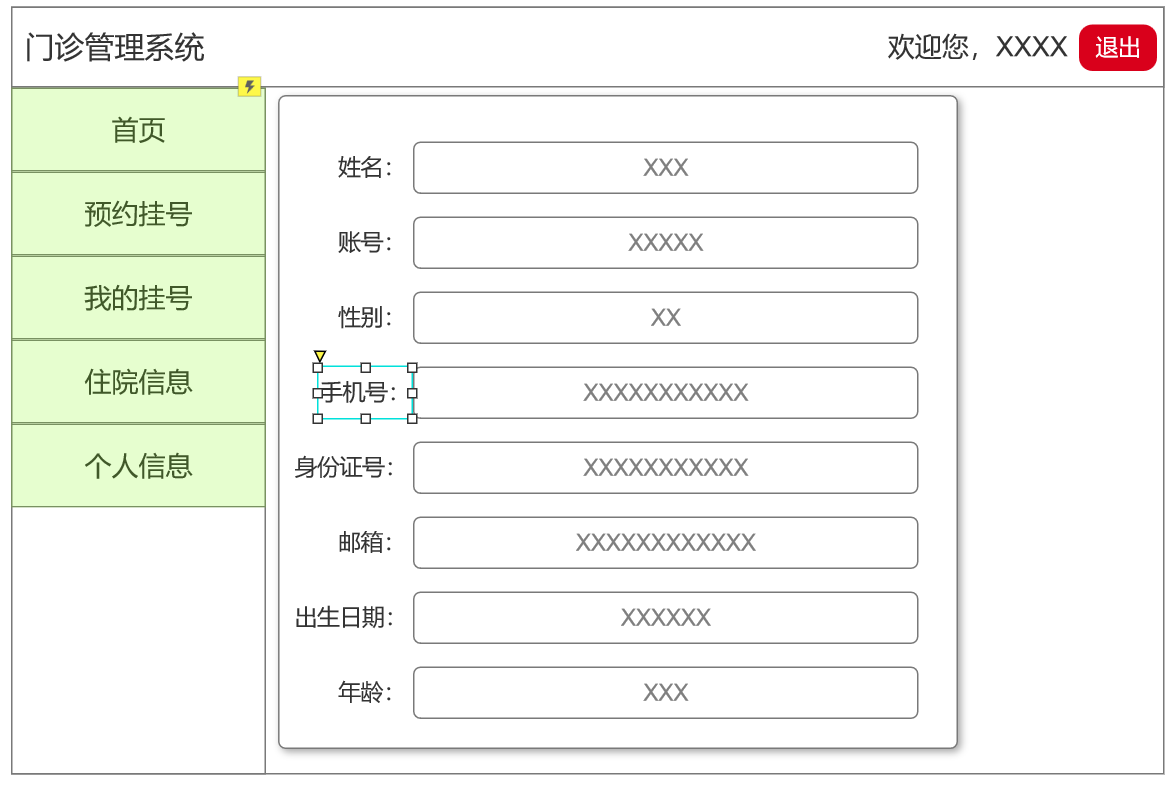 门诊管理系统
欢迎您，XXXX 退出
首页
预约挂号
我的挂号
住院信息
个人信息
姓名： XXX
账号： XXXXX
性别： XX
手机号： XXXXXXXXXXX
身份证号： XXXXXXXXXXX
邮箱： XXXXXXXXXXXX
出生日期： XXXXXX
年龄： XXX